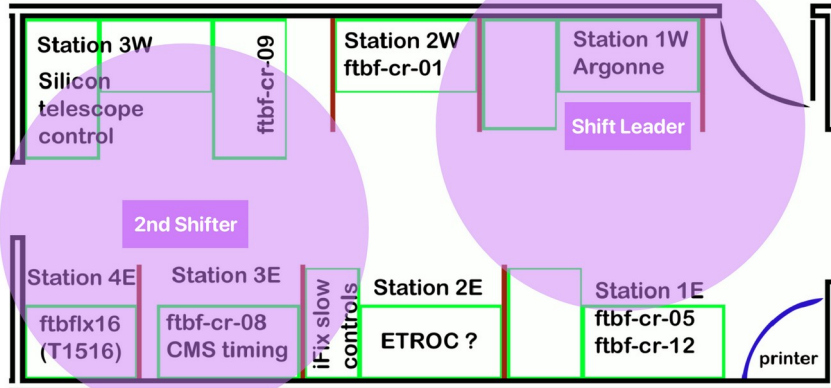 Station 3W
Silicon
telescope
control
ftbf-cr-09
Station 2W
ftbf-cr-01
Station 1W
Argonne
Shift Leader
2nd Shifter
Station 4E
ftbflx16
(T1516)
Station 3E
ftbf-cr-08
CMS timing
iFix slow
controls
Station 2E
ETROC ?
Station 1E
ftbf-cr-05
ftbf-cr-12
printer